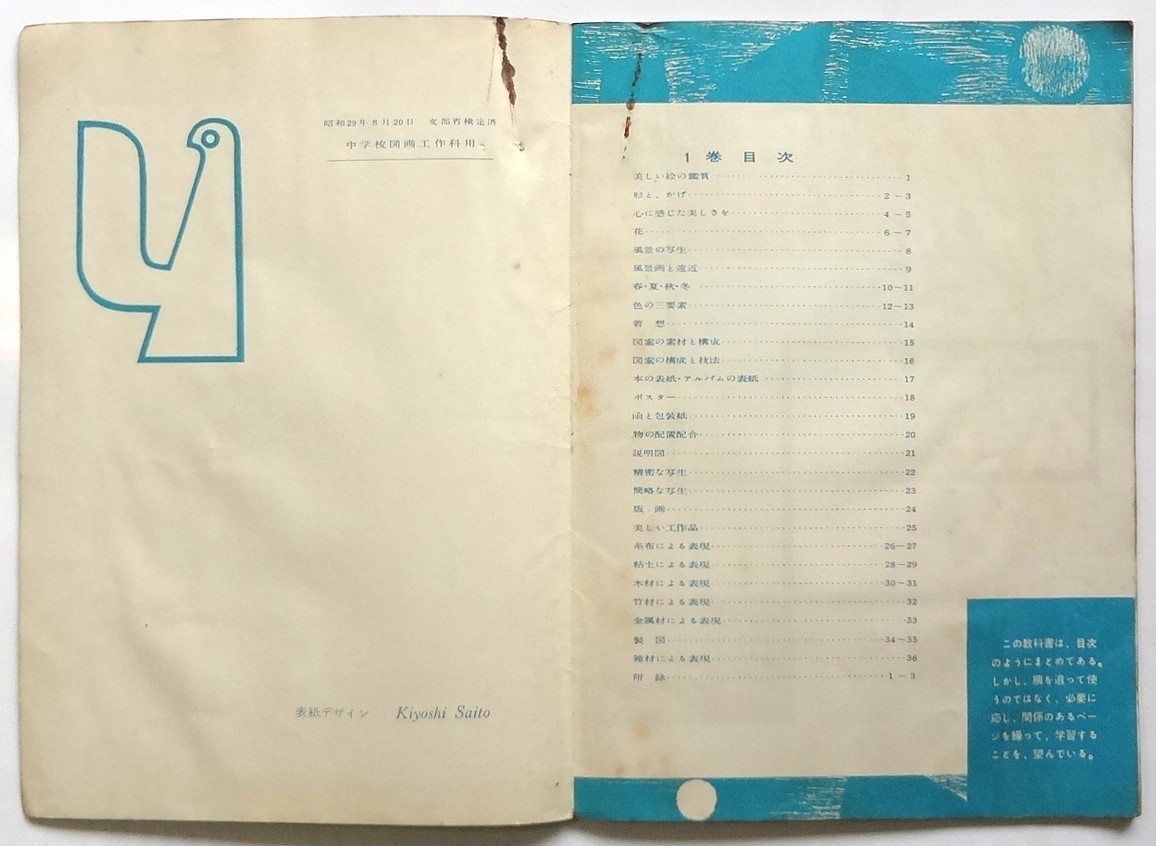 昭和29年8月20日　文部省検定済
中学校図画工作科用
表紙デザイン　Kiyoshi Saito
1 巻 目 次
美しい絵の鑑賞 1
形と、かげ 2－3
心に感じた美しさを 4－5
花 6－7
風景の写生 8
風景画と遠近 9
春・夏・秋・冬 10－11
色の三要素 12－13
着　想 14
図案の素材と構成 15
図案の構成と技法 16
本の表紙・アルバムの表紙 17
ポスター 18
函と包装紙 19
物の配置配合 20
説明図 21
精密な写生 22
簡略な写生 23
版　画 24
美しい工作品 25
糸布による表現 26－27
粘土による表現 28－29
木材による表現 30－31
竹材による表現 32
金属材による表現 33
製　図 34－35
雑材による表現 36
附　録 1－3
この教科書は、目次
のようにまとめてある。
しかし、順を追って使
うのではなく、必要に
応じ、関係のあるペー
ジを繰って、学習する
ことを、望んでいる。